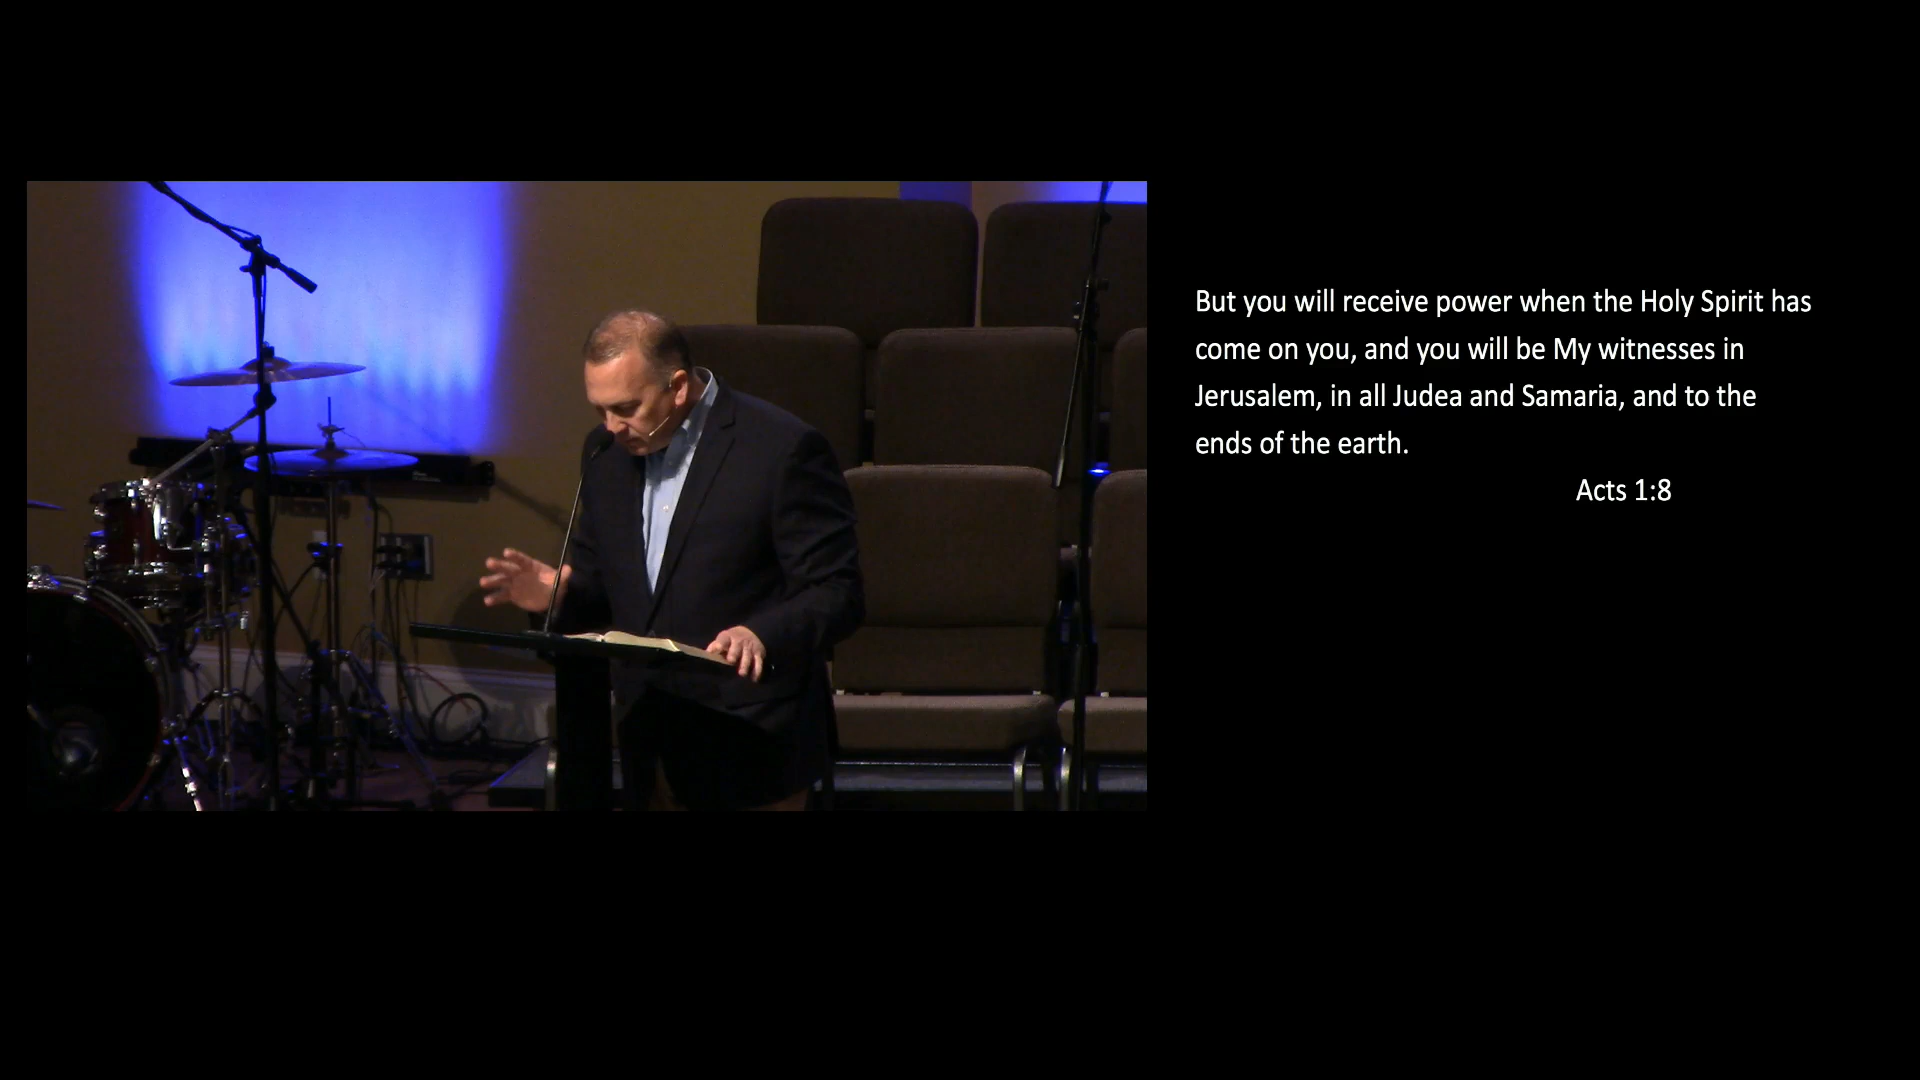 But you will receive power when the Holy Spirit has
come on you, and you will be My witnesses in
Jerusalem, in all Judea and Samaria, and to the
ends of the earth.
Acts 1:8